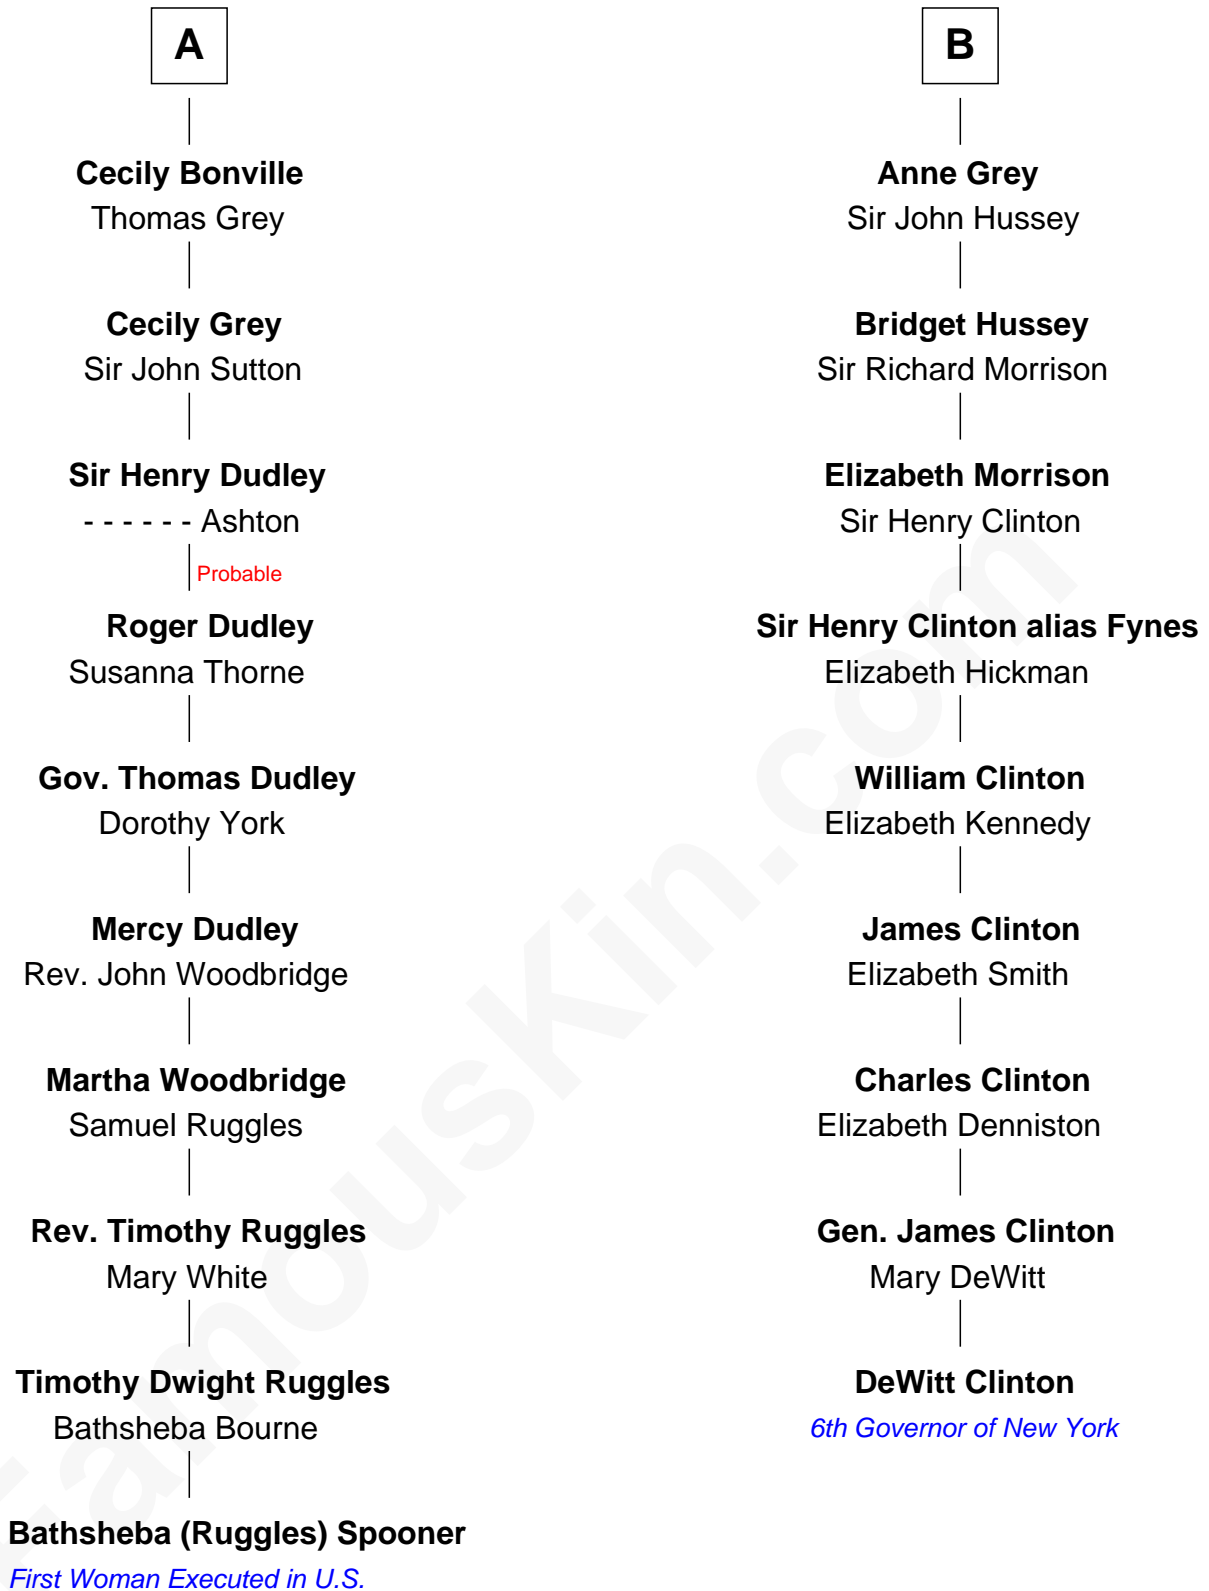 A
Cecily Bonville
Thomas Grey
Cecily Grey
Sir John Sutton
Sir Henry Dudley
- - - - - - Ashton
Probable
Roger Dudley
Susanna Thorne
Gov. Thomas Dudley
Dorothy York
Mercy Dudley
Rev. John Woodbridge
Martha Woodbridge
Samuel Ruggles
Rev. Timothy Ruggles
Mary White
Timothy Dwight Ruggles
Bathsheba Bourne
Bathsheba (Ruggles) Spooner
First Woman Executed in U.S.
B
Anne Grey
Sir John Hussey
Bridget Hussey
Sir Richard Morrison
Elizabeth Morrison
Sir Henry Clinton
Sir Henry Clinton alias Fynes
Elizabeth Hickman
William Clinton
Elizabeth Kennedy
James Clinton
Elizabeth Smith
Charles Clinton
Elizabeth Denniston
Gen. James Clinton
Mary DeWitt
DeWitt Clinton
6th Governor of New York
FamousKin.com